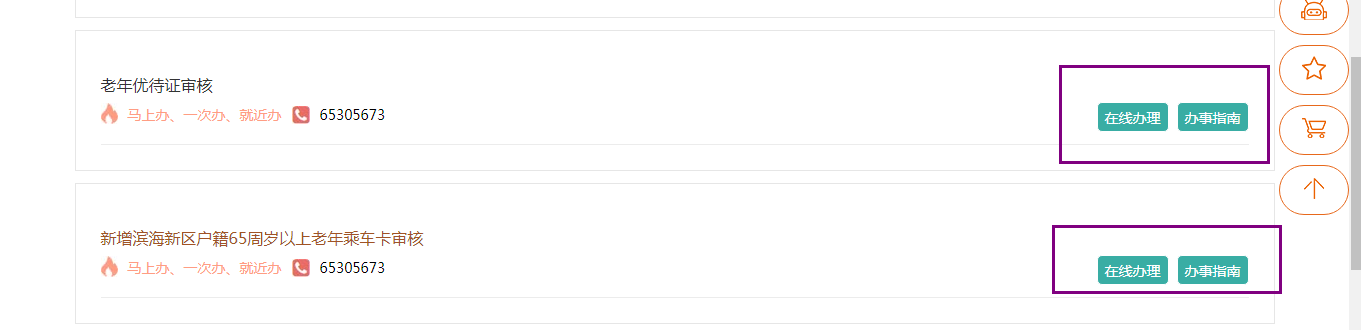 老年优待证审核
马上办、一次办、就近办 65305673
在线办理 办事指南
新增滨海新区户籍65周岁以上老年乘车卡审核
马上办、一次办、就近办 65305673
在线办理 办事指南